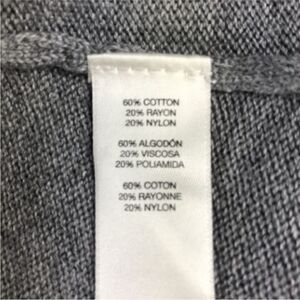 60% COTTON
20% RAYON
20% NYLON
60% ALGODÓN
20% VISCOSA
20% POLIAMIDA
60% COTON
20% RAYONNE
20% NYLON